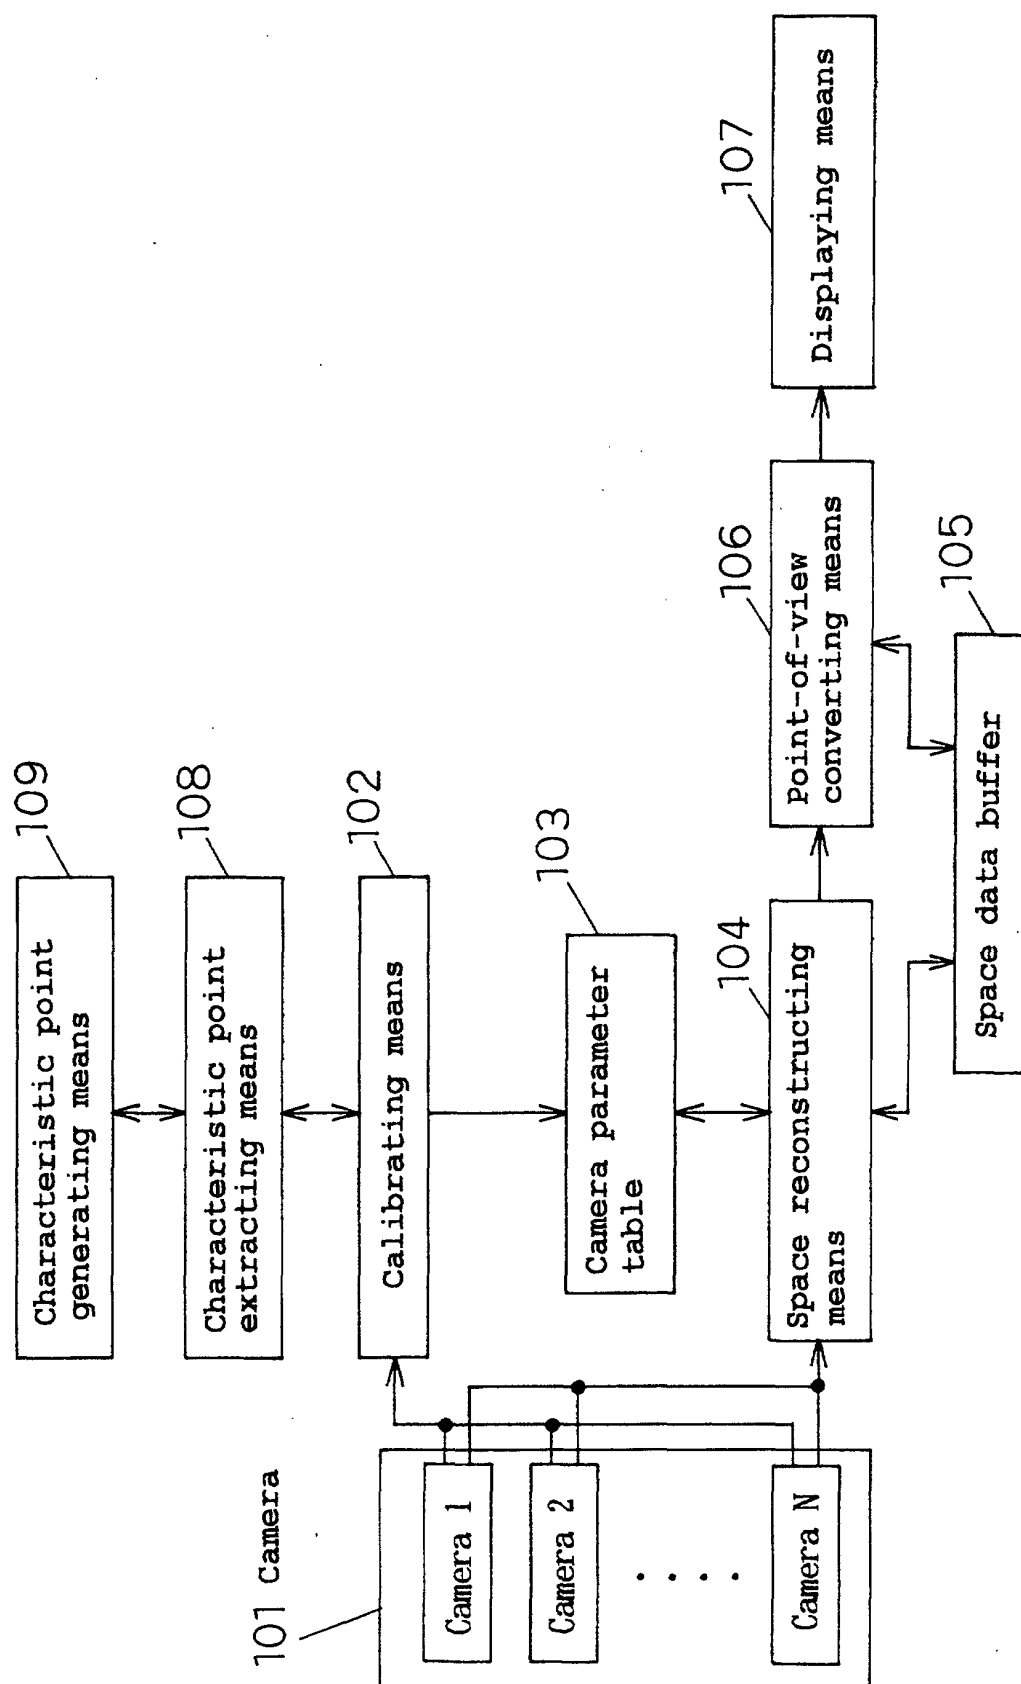 109
Characteristic point
generating means
108
Characteristic point
extracting means
102
Calibrating means
103
Camera parameter
table
101 Camera
Camera 1
Camera 2
. . . .
Camera N
104
Space reconstructing
means
106
Point-of-view
converting means
107
Displaying means
105
Space data buffer